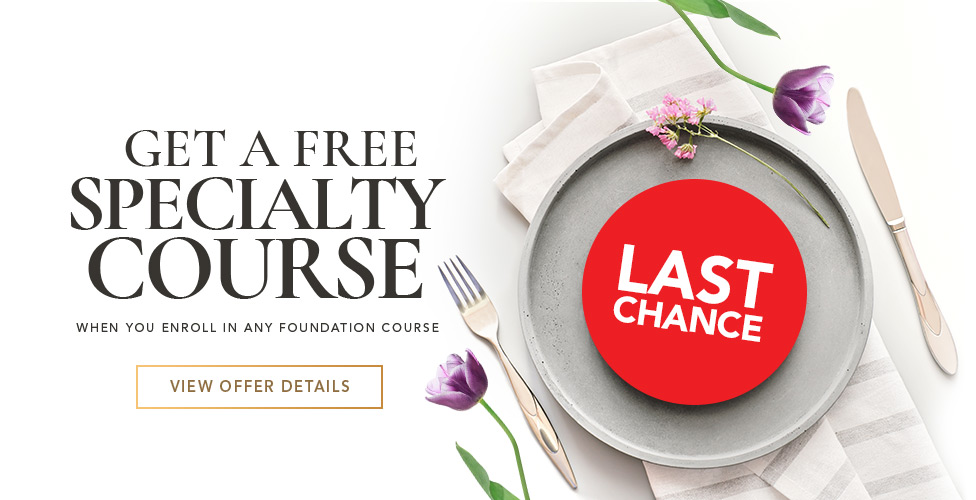 GET A FREE
SPECIALTY
COURSE
WHEN YOU ENROLL IN ANY FOUNDATION COURSE
VIEW OFFER DETAILS
LAST
CHANCE